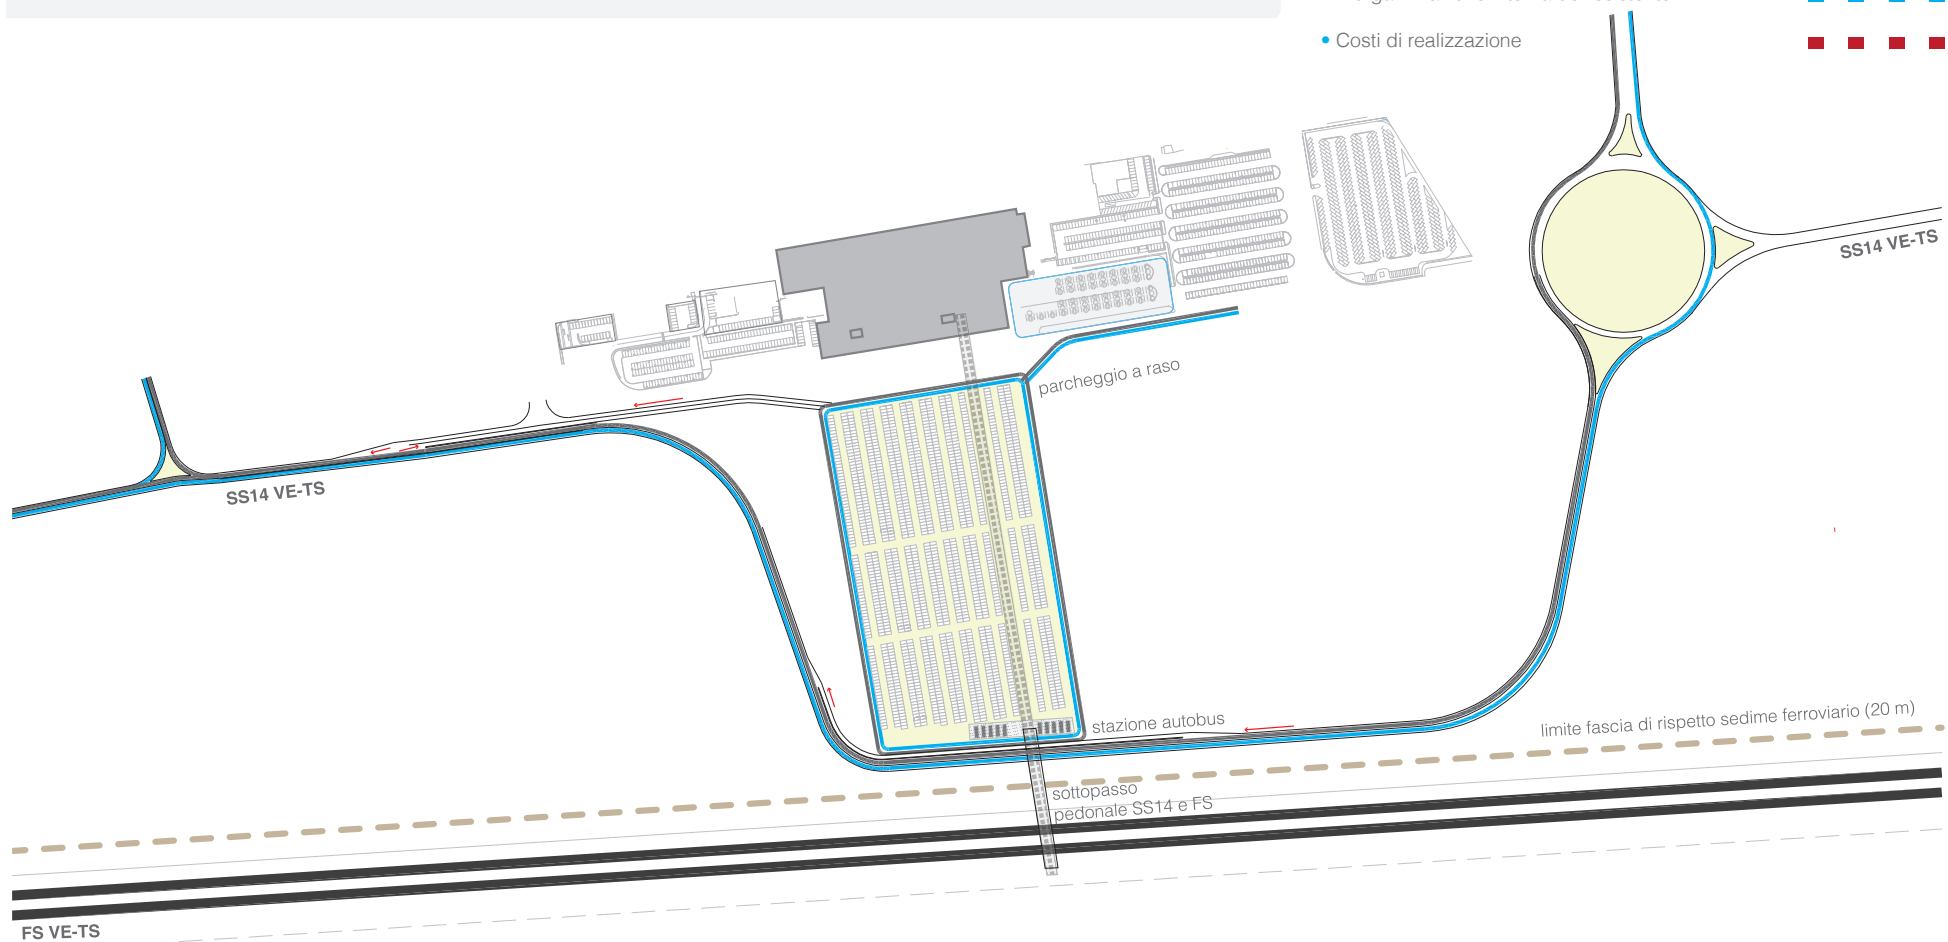 • Costi di realizzazione
SS14 VE-TS
parcheggio a raso
SS14 VE-TS
stazione autobus
limite fascia di rispetto sedime ferroviario (20 m)
sottopasso
pedonale SS14 e FS
FS VE-TS